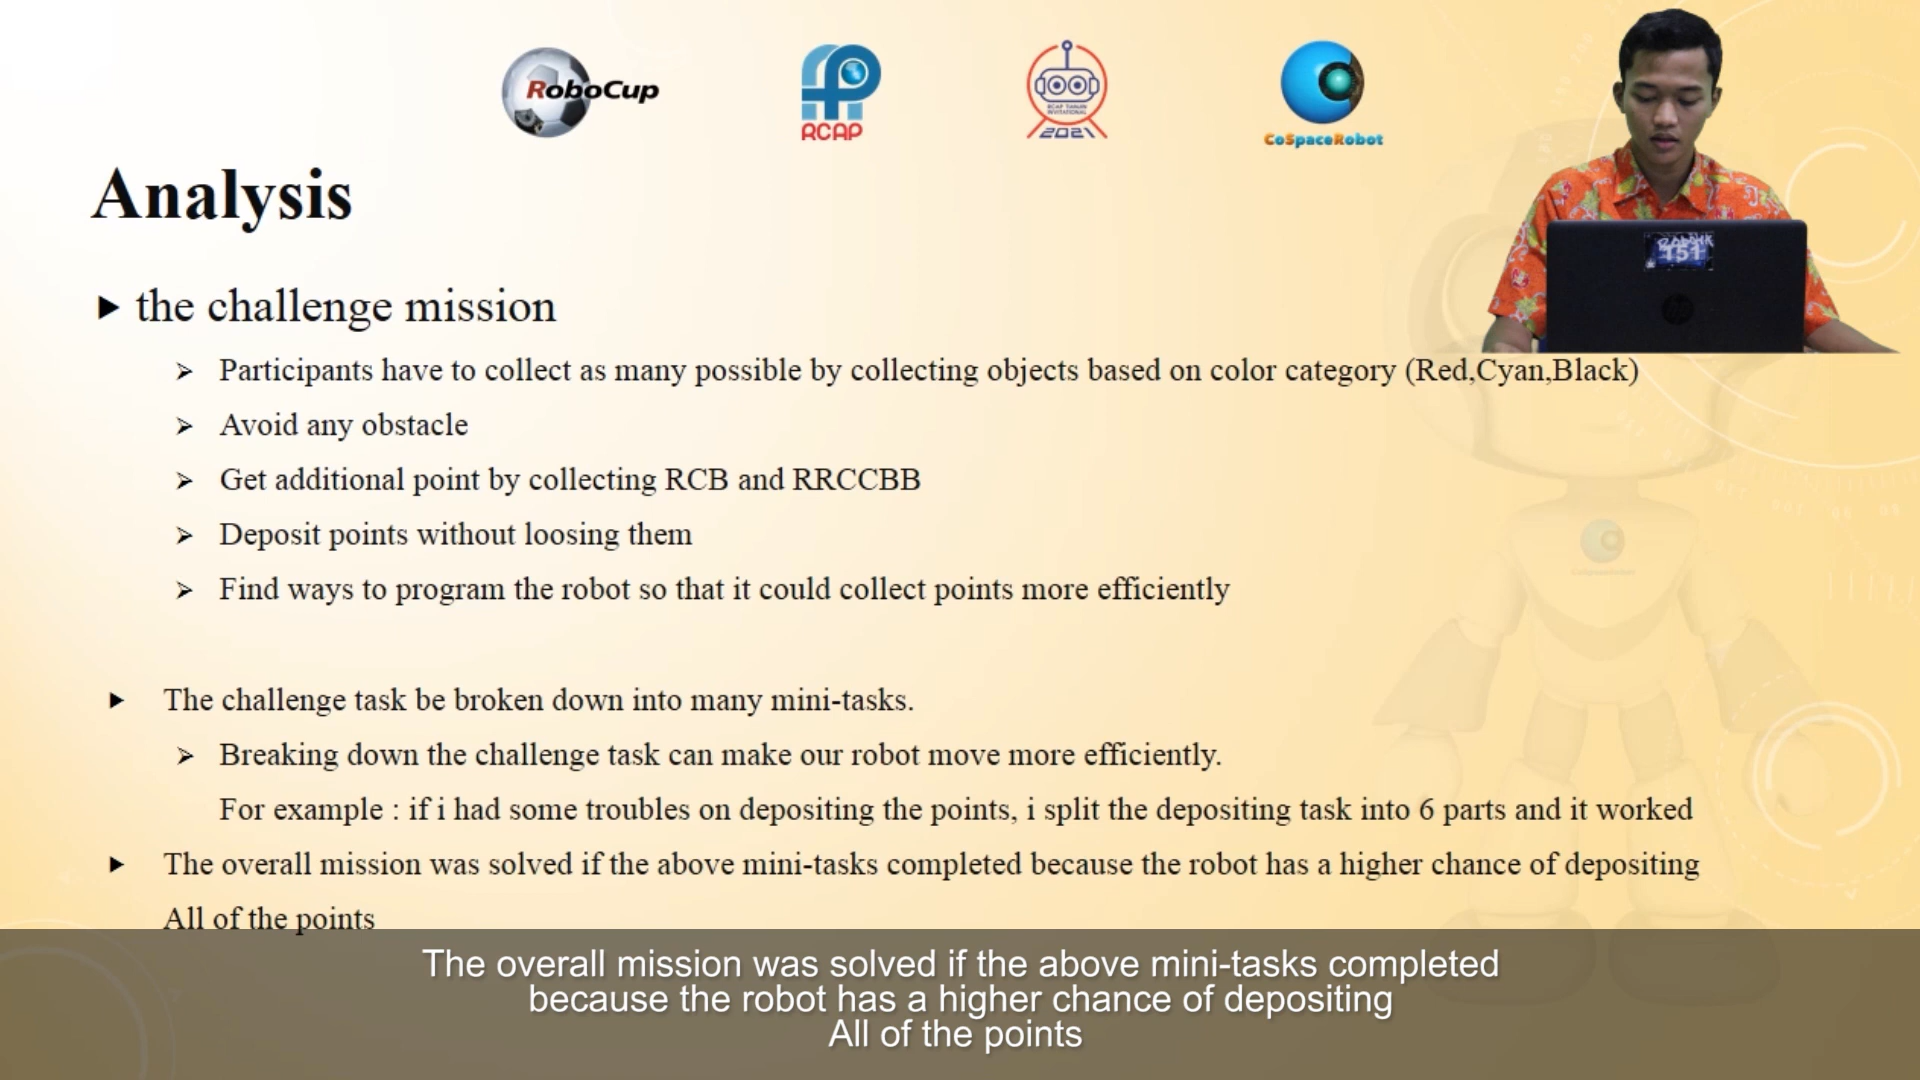 RoboCup
RCAP
RCAP TIANJIN
INVITATIONAL
2021
CoSpaceRobot
Analysis
the challenge mission
Participants have to collect as many possible by collecting objects based on color category (Red,Cyan,Black)
Avoid any obstacle
Get additional point by collecting RCB and RRCCBB
Deposit points without loosing them
Find ways to program the robot so that it could collect points more efficiently
The challenge task be broken down into many mini-tasks.
Breaking down the challenge task can make our robot move more efficiently.
For example : if i had some troubles on depositing the points, i split the depositing task into 6 parts and it worked
The overall mission was solved if the above mini-tasks completed because the robot has a higher chance of depositing
All of the points
The overall mission was solved if the above mini-tasks completed
because the robot has a higher chance of depositing
All of the points